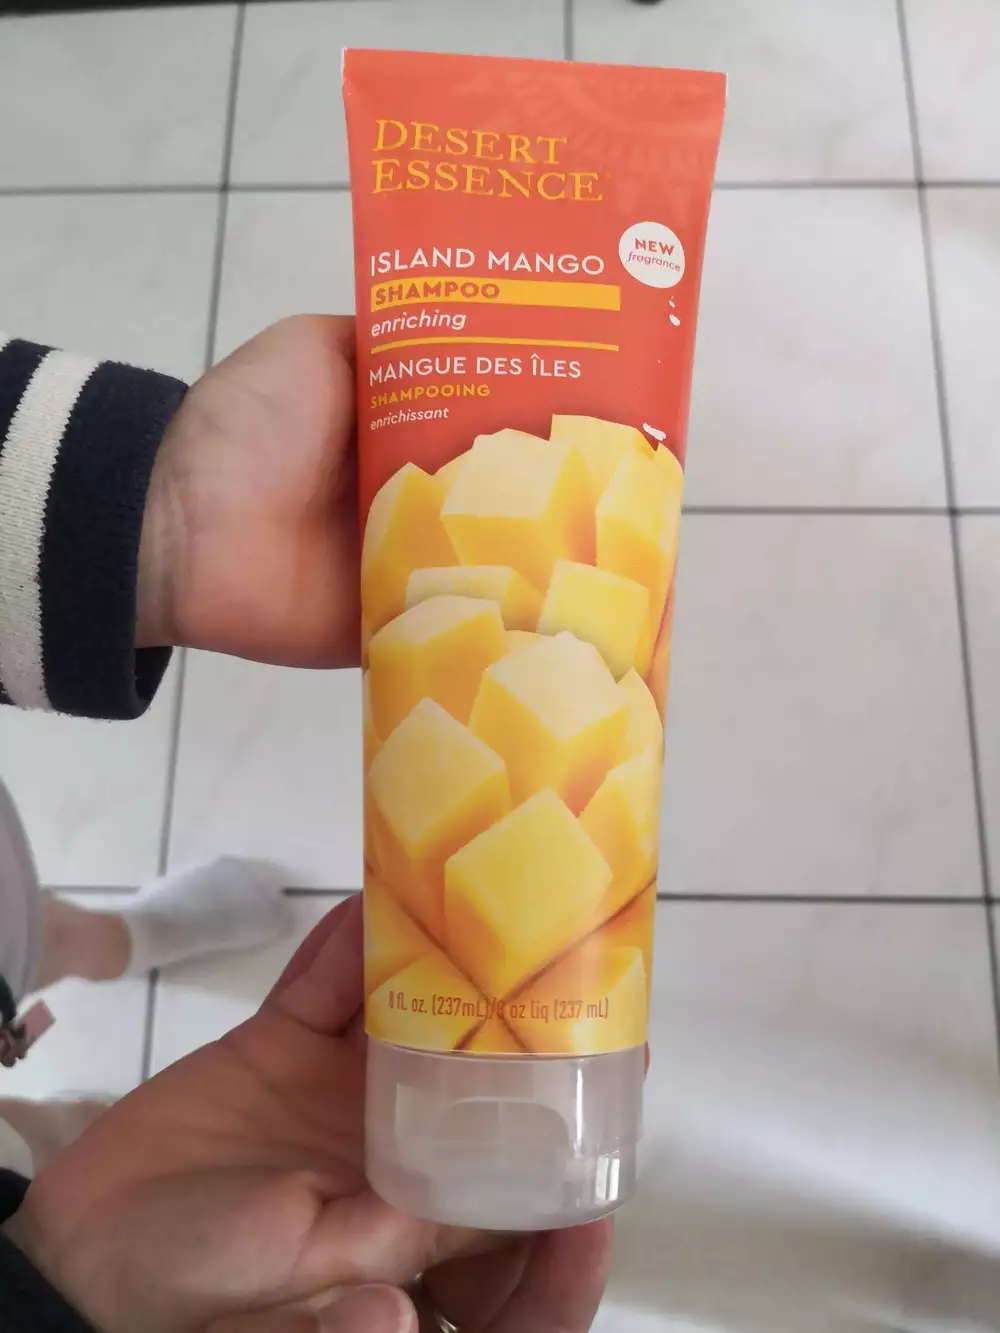 DESERT
ESSENCE
NEW
fragrance
ISLAND MANGO
SHAMPOO
enriching
MANGUE DES ÎLES
SHAMPOOING
enrichissant
8 fl. oz. (237mL)/8 oz liq (237 mL)